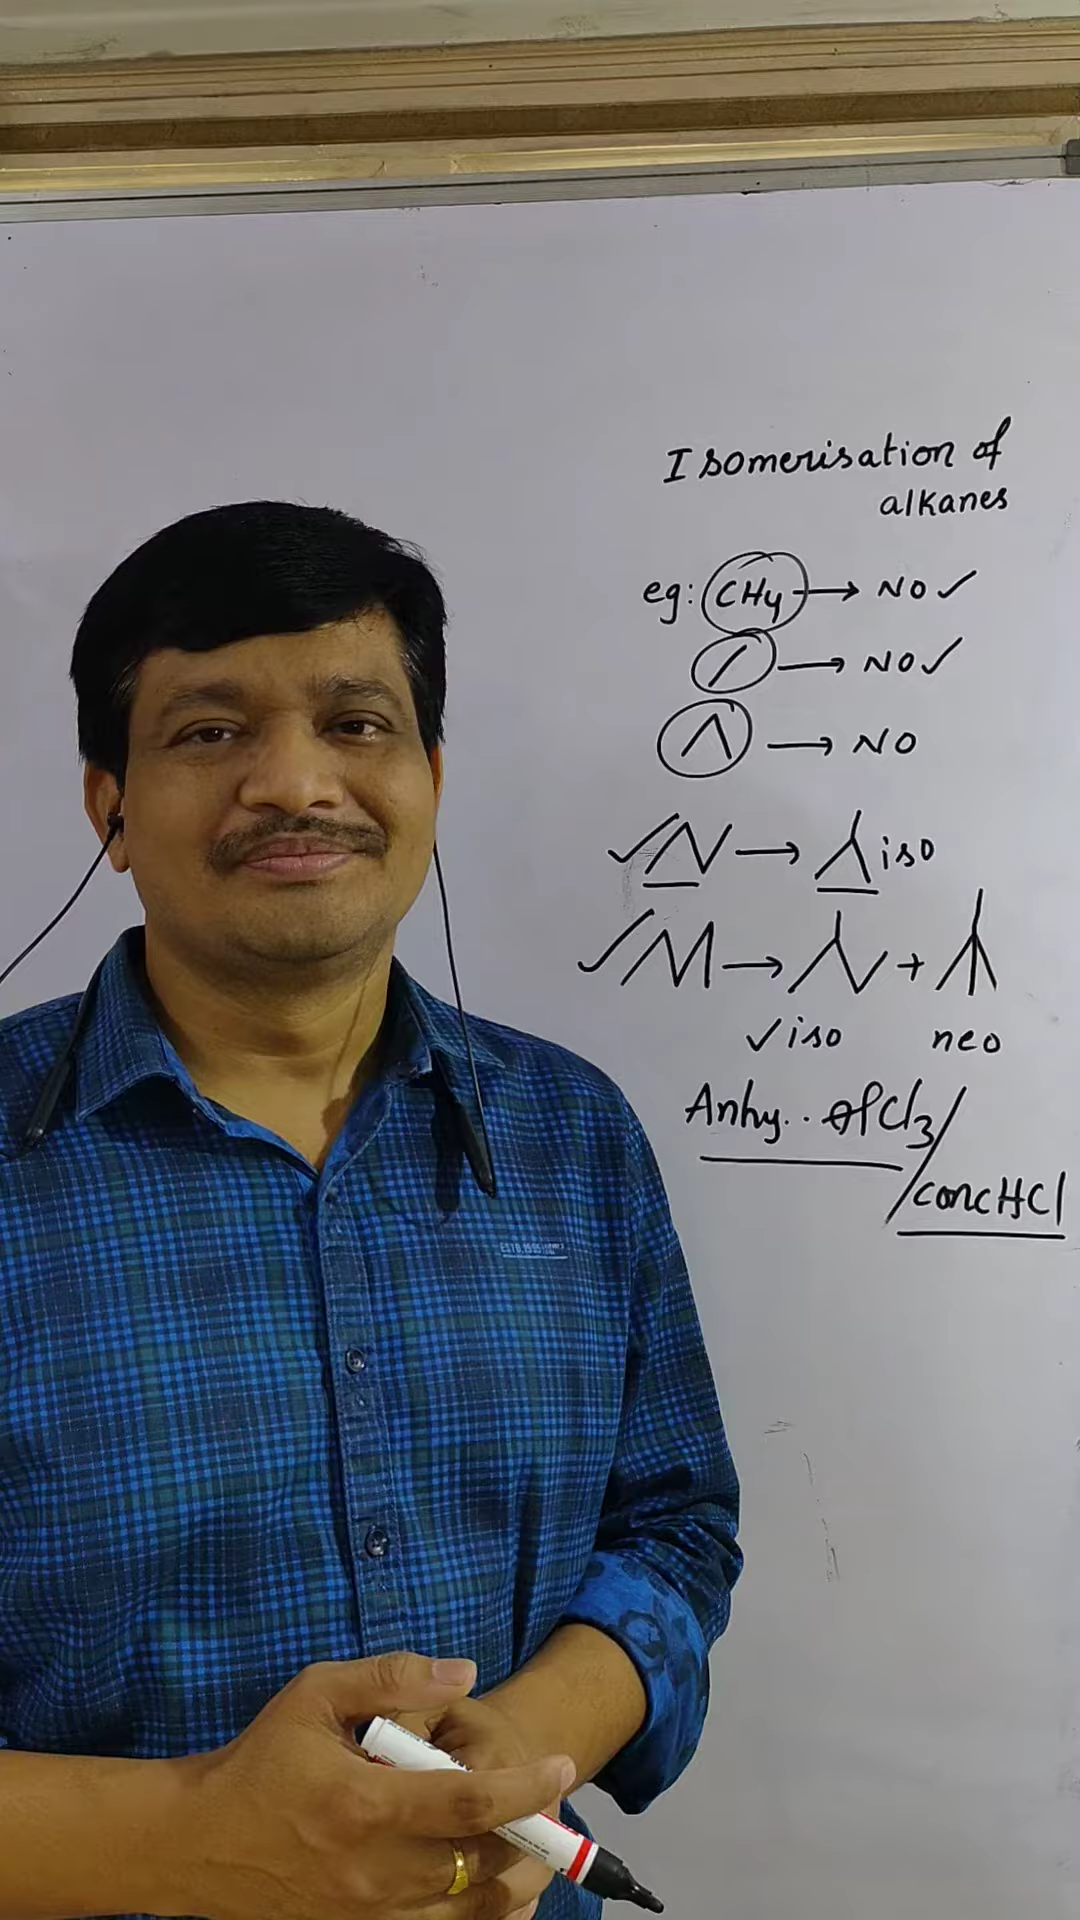 Isomerisation of
alkanes
eg: CH4 → NO ✓
→ NO ✓
→ NO
✓ → iso
✓ → +
✓ iso neo
Anhy.. AlCl3/
conc HCl